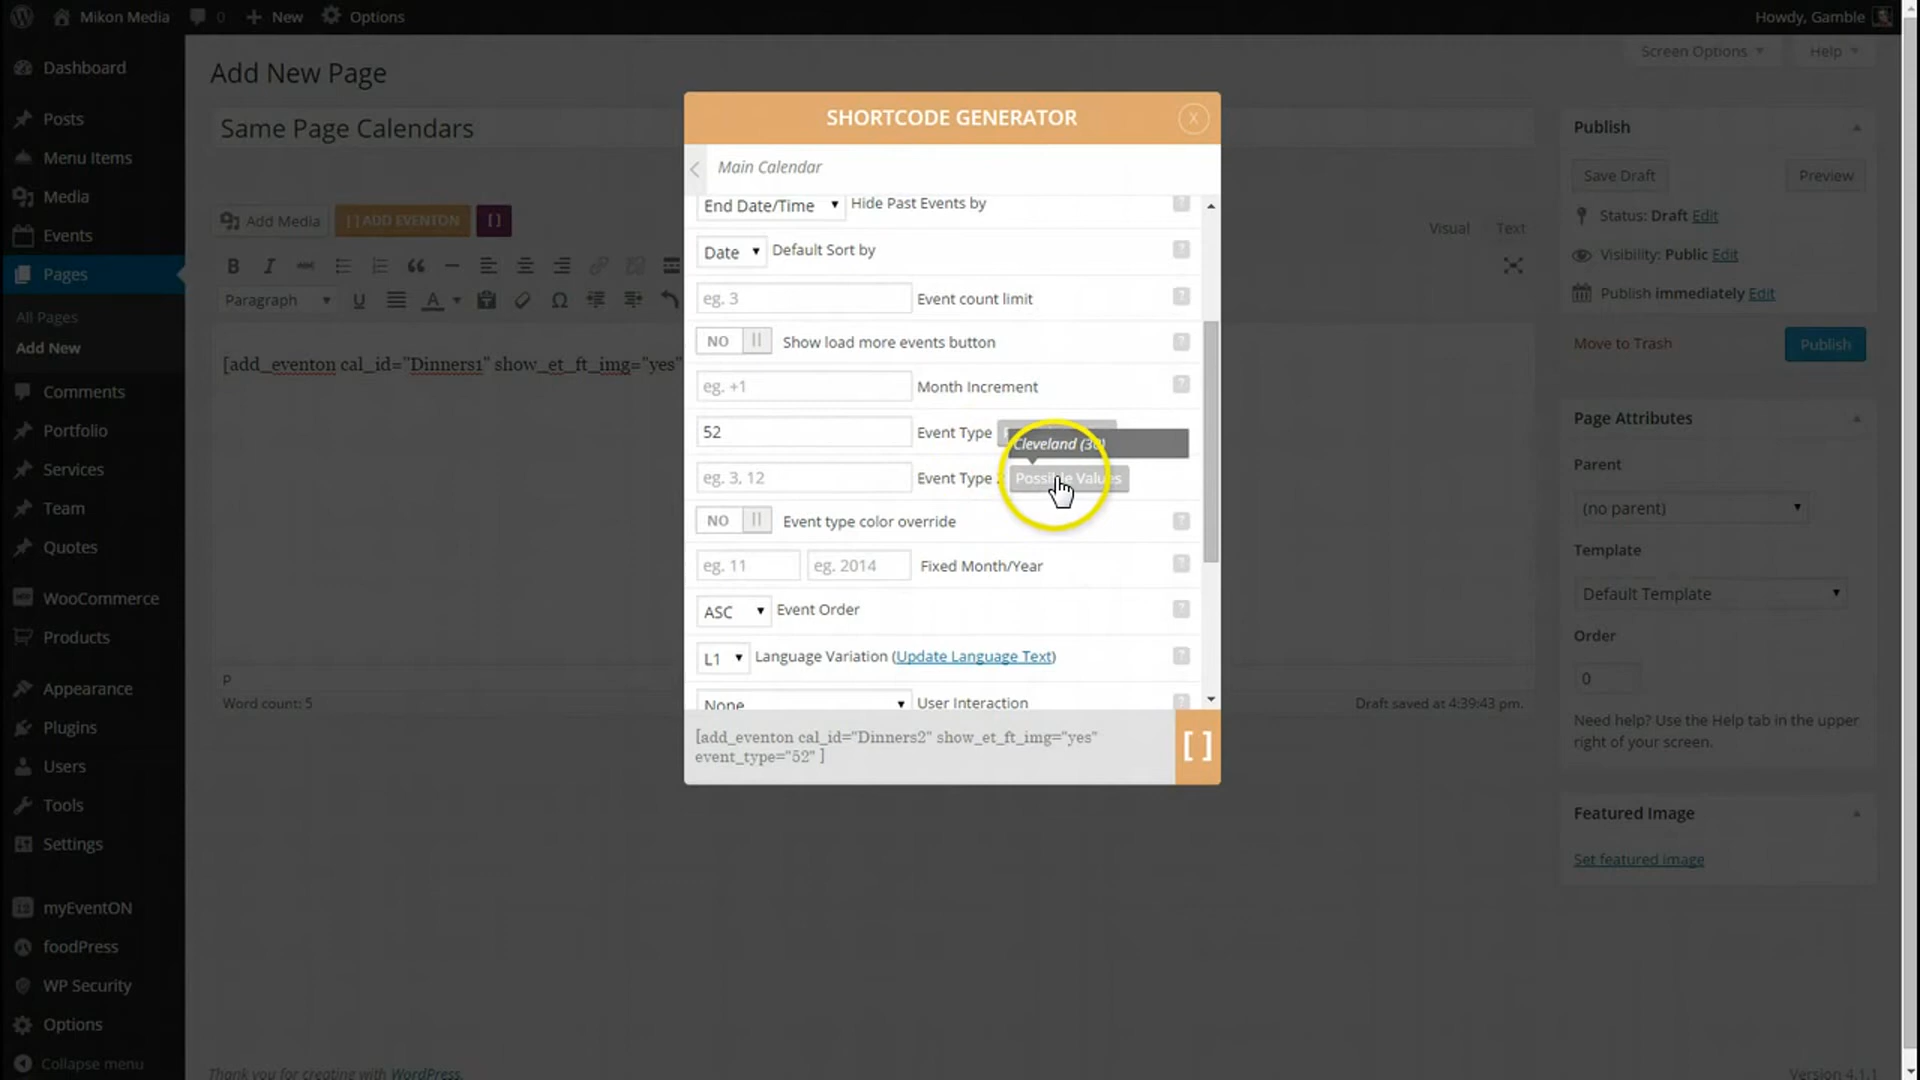 Mikon Media 0 New Options Howdy, Gamble
Dashboard
Posts
Menu Items
Media
Events
Pages
All Pages
Add New
Comments
Portfolio
Services
Team
Quotes
WooCommerce
Products
Appearance
Plugins
Users
Tools
Settings
myEventON
foodPress
WP Security
Options
Collapse menu
Screen Options Help
Add New Page
Same Page Calendars
Add Media [ ] ADD EVENTON [ ]
Visual Text
B I ABC
Paragraph U A Ω
[add_eventon cal_id="Dinners1" show_et_ft_img="yes"
P
Word count: 5 Draft saved at 4:39:43 pm.
SHORTCODE GENERATOR X
Main Calendar
End Date/Time Hide Past Events by ?
Date Default Sort by ?
eg. 3 Event count limit ?
NO Show load more events button ?
eg. +1 Month Increment ?
52 Event Type
Cleveland
eg. 3, 12 Event Type Possible Values
NO Event type color override ?
eg. 11 eg. 2014 Fixed Month/Year ?
ASC Event Order ?
L1 Language Variation (Update Language Text) ?
None User Interaction ?
[add_eventon cal_id="Dinners2" show_et_ft_img="yes"
event_type="52" ]
[ ]
Publish
Save Draft Preview
Status: Draft Edit
Visibility: Public Edit
Publish immediately Edit
Move to Trash Publish
Page Attributes
Parent
(no parent)
Template
Default Template
Order
0
Need help? Use the Help tab in the upper
right of your screen.
Featured Image
Set featured image
Thank you for creating with WordPress. Version 4.1.1